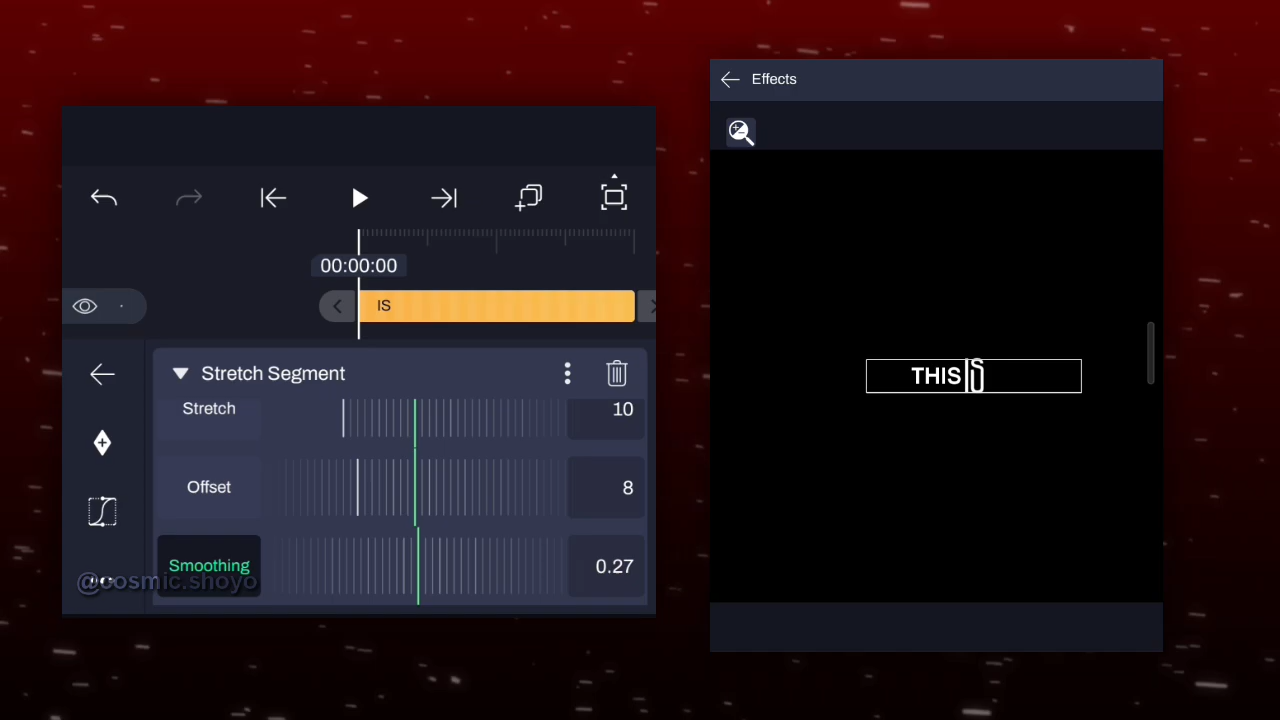 Effects
00:00:00
IS
Stretch Segment
Stretch
10
Offset
8
Smoothing
0.27
@cosmic.shoyo
THIS IS